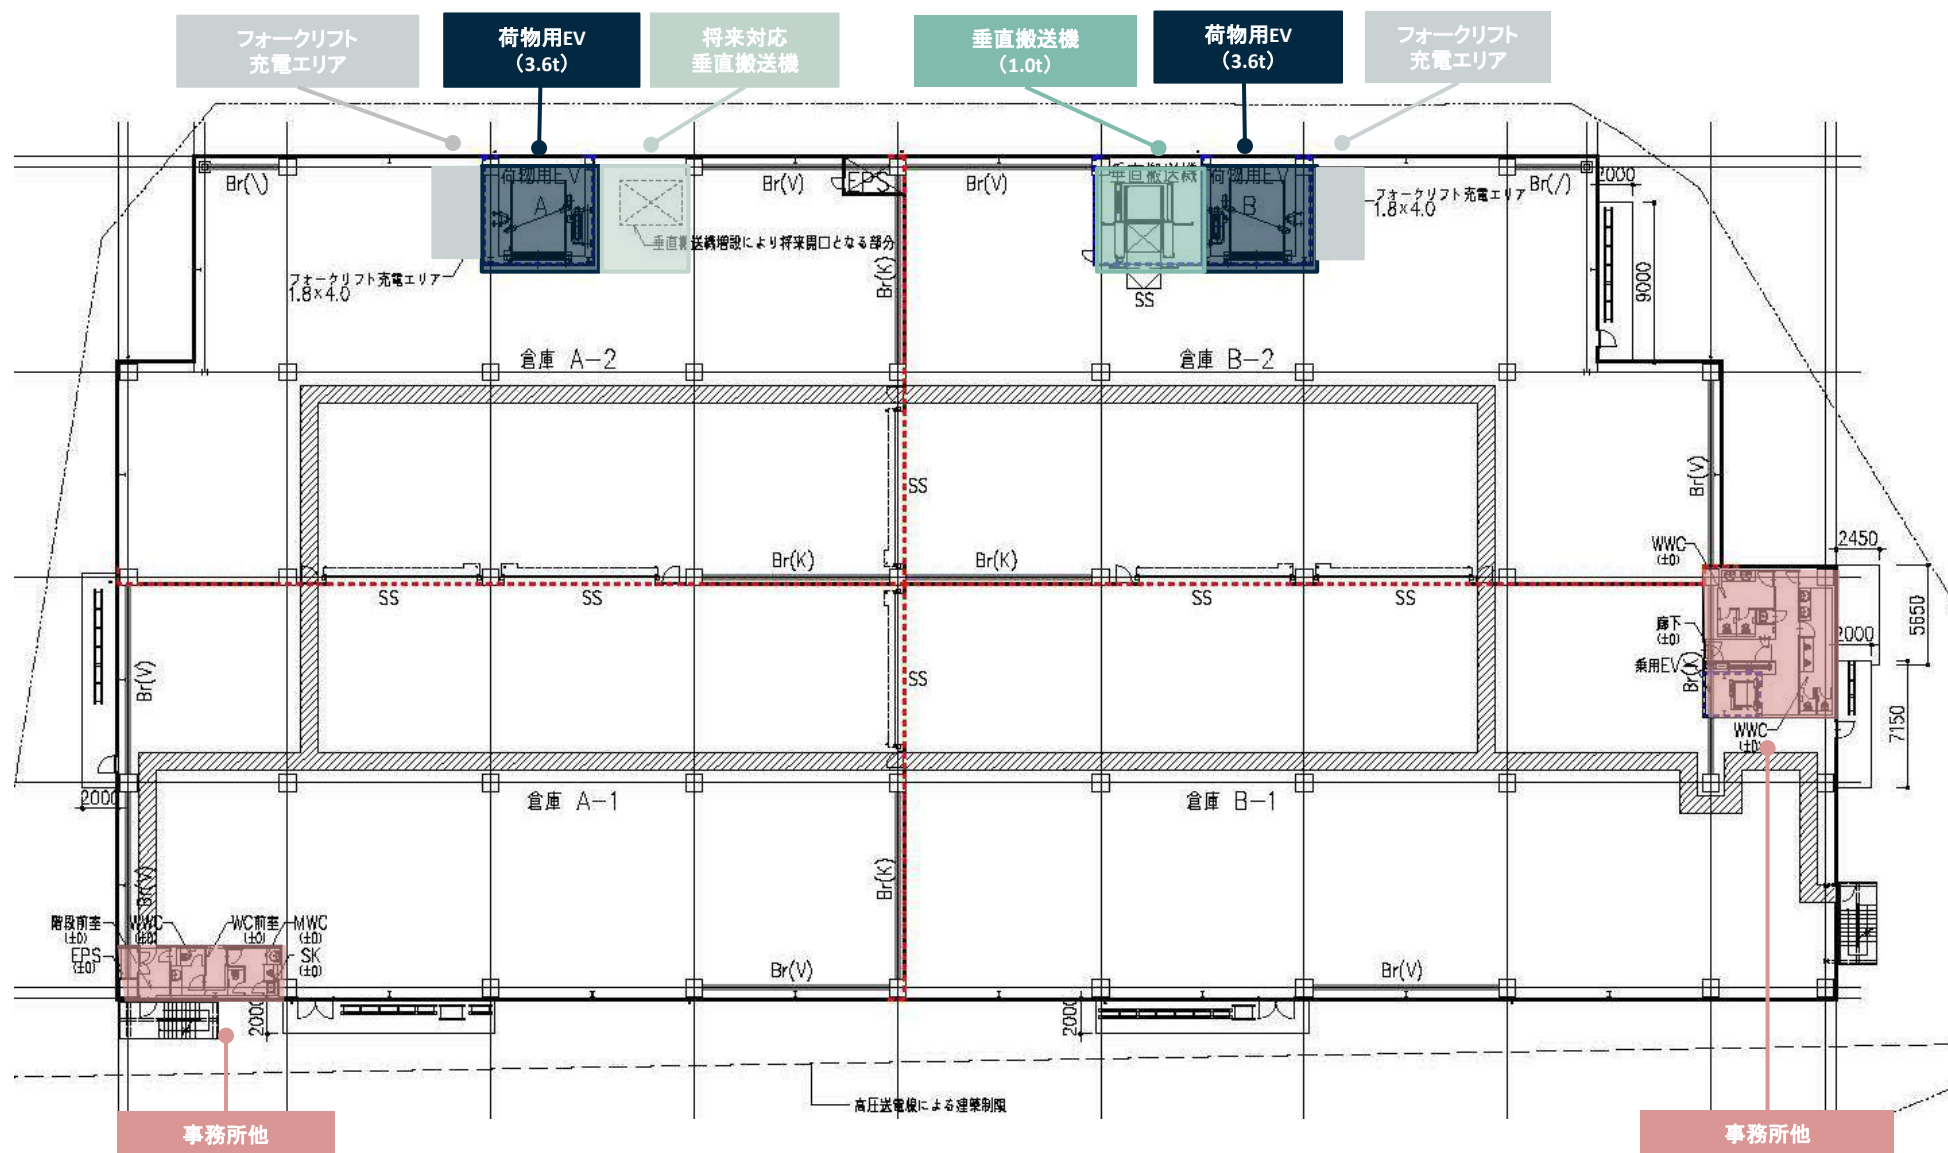 フォークリフト
充電エリア
荷物用EV
（3.6t）
将来対応
垂直搬送機
垂直搬送機
（1.0t）
荷物用EV
（3.6t）
フォークリフト
充電エリア
Br(\)
荷物用EV
A
Br(V)
EPS
Br(V)
垂直搬送機
荷物用EV
B
フォークリフト充電エリア
1.8×4.0
Br(/)
2000
垂直搬送機増設により将来開口となる部分
フォークリフト充電エリア
1.8×4.0
Br(K)
SS
9000
倉庫 A-2
倉庫 B-2
SS
Br(V)
Br(K)
Br(K)
WWC
(±0)
2450
SS
SS
SS
SS
廊下
(±0)
2000
5650
乗用EV
Br(K)
Br(V)
SS
WWC
(±0)
7150
2000
倉庫 A-1
倉庫 B-1
Br(V)
Br(K)
階段前室
(±0)
WWC
(±0)
WC前室
(±0)
MWC
(±0)
EPS
(±0)
SK
(±0)
Br(V)
Br(V)
2000
2000
高圧送電線による建築制限
事務所他
事務所他